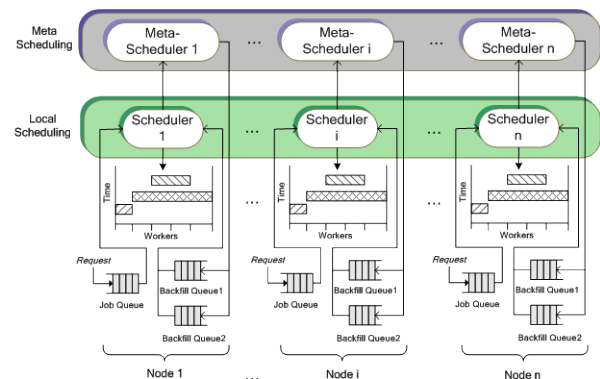 Meta
Scheduling
Meta-
Scheduler 1
...
Meta-
Scheduler i
...
Meta-
Scheduler n
Local
Scheduling
Scheduler
1
...
Scheduler
i
...
Scheduler
n
Time
Workers
...
Time
Workers
...
Time
Workers
Request
Job Queue
Backfill Queue1
Backfill Queue2
Request
Job Queue
Backfill Queue1
Backfill Queue2
Request
Job Queue
Backfill Queue1
Backfill Queue2
Node 1
...
Node i
Node n